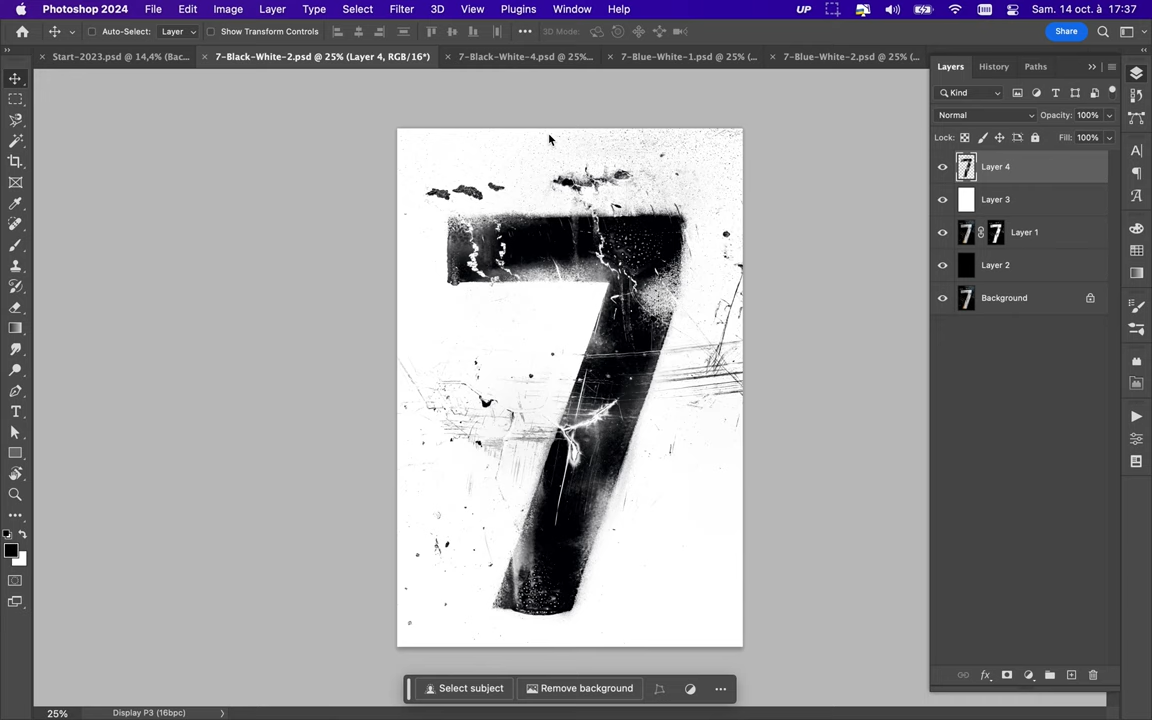 Photoshop 2024 File Edit Image Layer Type Select Filter 3D View Plugins Window Help UP Sam. 14 oct. à 17:37
Auto-Select: Layer Show Transform Controls 3D Mode: Share
Start-2023.psd @ 14,4% (Bac... 7-Black-White-2.psd @ 25% (Layer 4, RGB/16*) 7-Black-White-4.psd @ 25%... 7-Blue-White-1.psd @ 25% (... 7-Blue-White-2.psd @ 25% (...
Layers History Paths
Kind
Normal Opacity: 100%
Lock: Fill: 100%
Layer 4
Layer 3
Layer 1
Layer 2
Background
7
Select subject Remove background
25% Display P3 (16bpc)